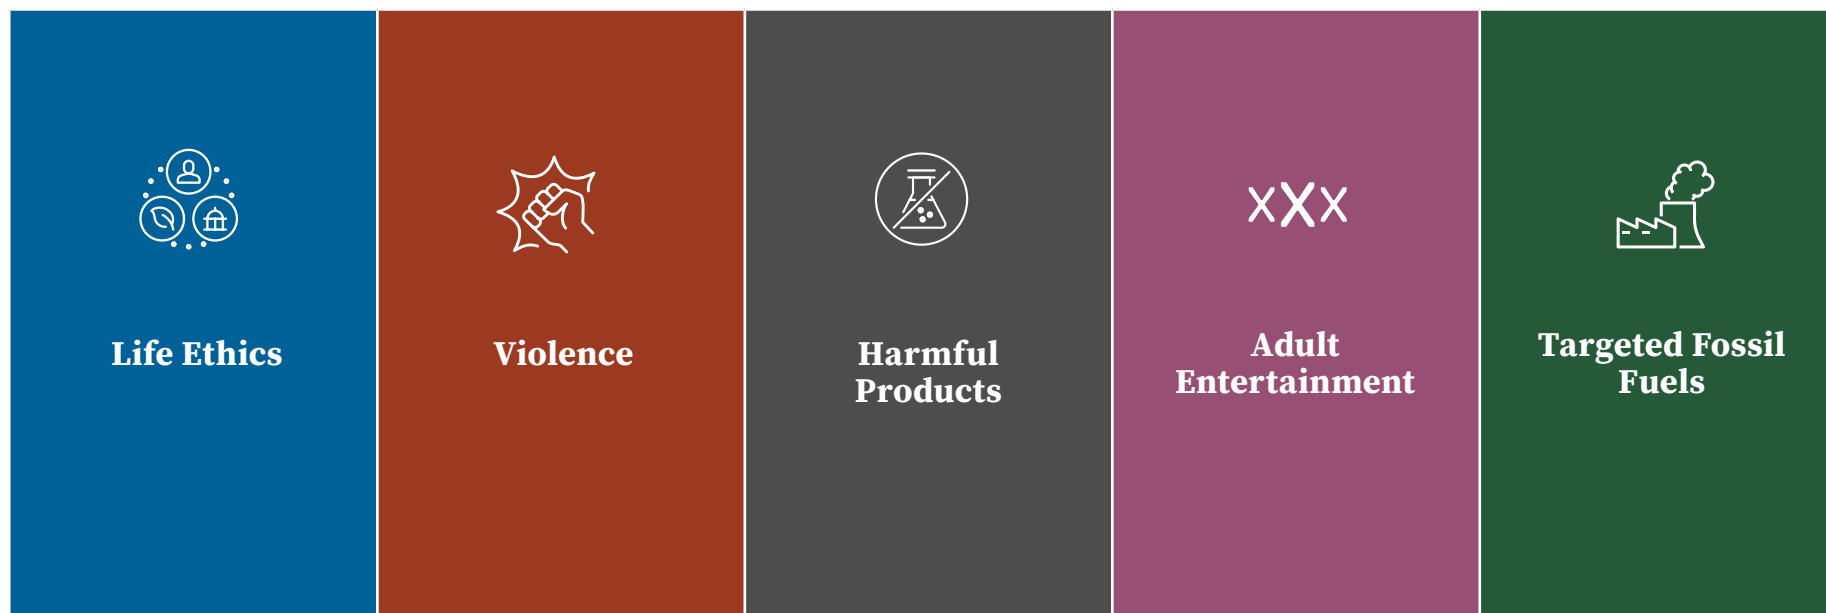 Life Ethics
Violence
Harmful
Products
xXx
Adult
Entertainment
Targeted Fossil
Fuels